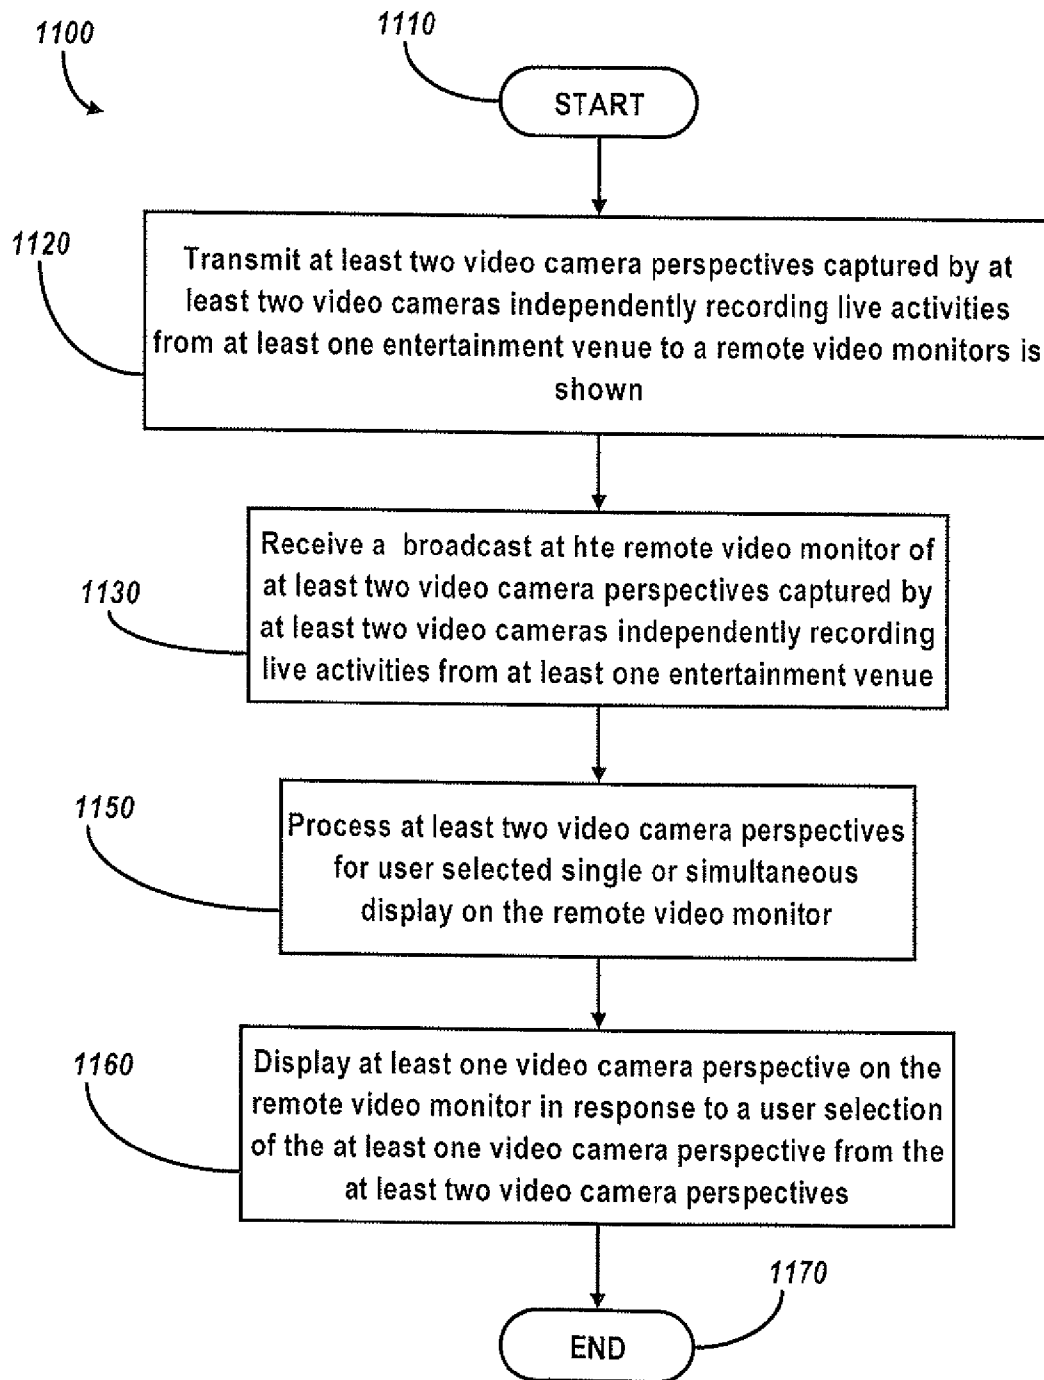 1100
1110
START
1120
Transmit at least two video camera perspectives captured by at
least two video cameras independently recording live activities
from at least one entertainment venue to a remote video monitors is
shown
1130
Receive a broadcast at hte remote video monitor of
at least two video camera perspectives captured by
at least two video cameras independently recording
live activities from at least one entertainment venue
1150
Process at least two video camera perspectives
for user selected single or simultaneous
display on the remote video monitor
1160
Display at least one video camera perspective on the
remote video monitor in response to a user selection
of the at least one video camera perspective from the
at least two video camera perspectives
1170
END